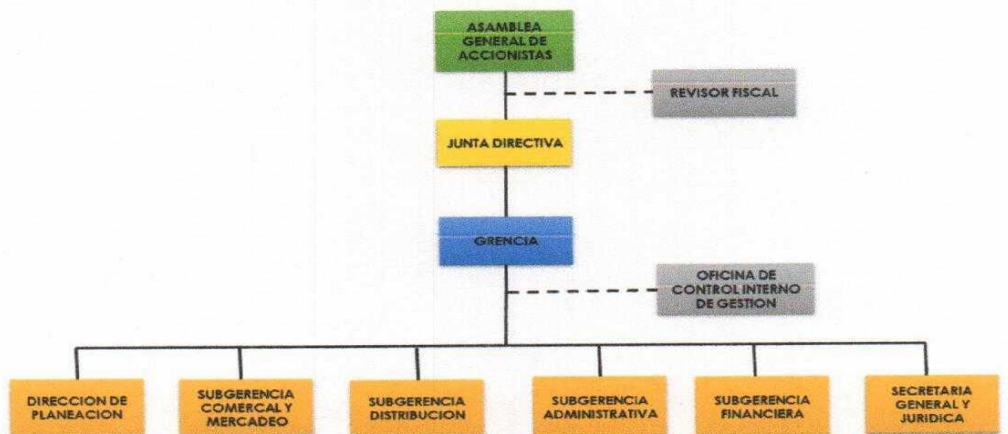 ASAMBLEA
GENERAL DE
ACCIONISTAS
REVISOR FISCAL
JUNTA DIRECTIVA
GRENCIA
OFICINA DE
CONTROL INTERNO
DE GESTION
DIRECCION DE
PLANEACION
SUBGERENCIA
COMERCAL Y
MERCADEO
SUBGERENCIA
DISTRIBUCION
SUBGERENCIA
ADMINISTRATIVA
SUBGERENCIA
FINANCIERA
SECRETARIA
GENERAL Y
JURIDICA